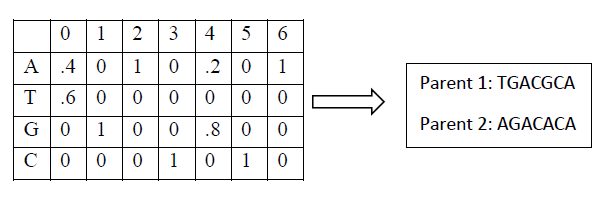 0 1 2 3 4 5 6
A .4 0 1 0 .2 0 1
T .6 0 0 0 0 0 0
G 0 1 0 0 .8 0 0
C 0 0 0 1 0 1 0
Parent 1: TGACGCA
Parent 2: AGACACA